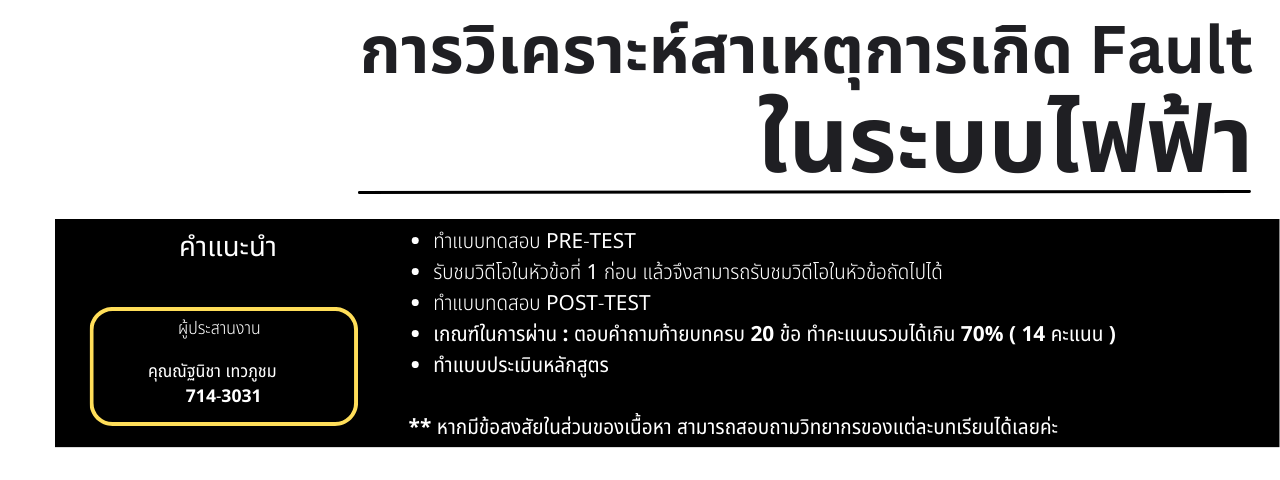 การวิเคราะห์สาเหตุการเกิด Fault
ในระบบไฟฟ้า
คำแนะนำ
ผู้ประสานงาน
คุณณัฐนิชา เทวภูชม
714-3031
• ทำแบบทดสอบ PRE-TEST
• รับชมวิดีโอในหัวข้อที่ 1 ก่อน แล้วจึงสามารถรับชมวิดีโอในหัวข้อถัดไปได้
• ทำแบบทดสอบ POST-TEST
• เกณฑ์ในการผ่าน : ตอบคำถามท้ายบทครบ 20 ข้อ ทำคะแนนรวมได้เกิน 70% ( 14 คะแนน )
• ทำแบบประเมินหลักสูตร
** หากมีข้อสงสัยในส่วนของเนื้อหา สามารถสอบถามวิทยากรของแต่ละบทเรียนได้เลยค่ะ